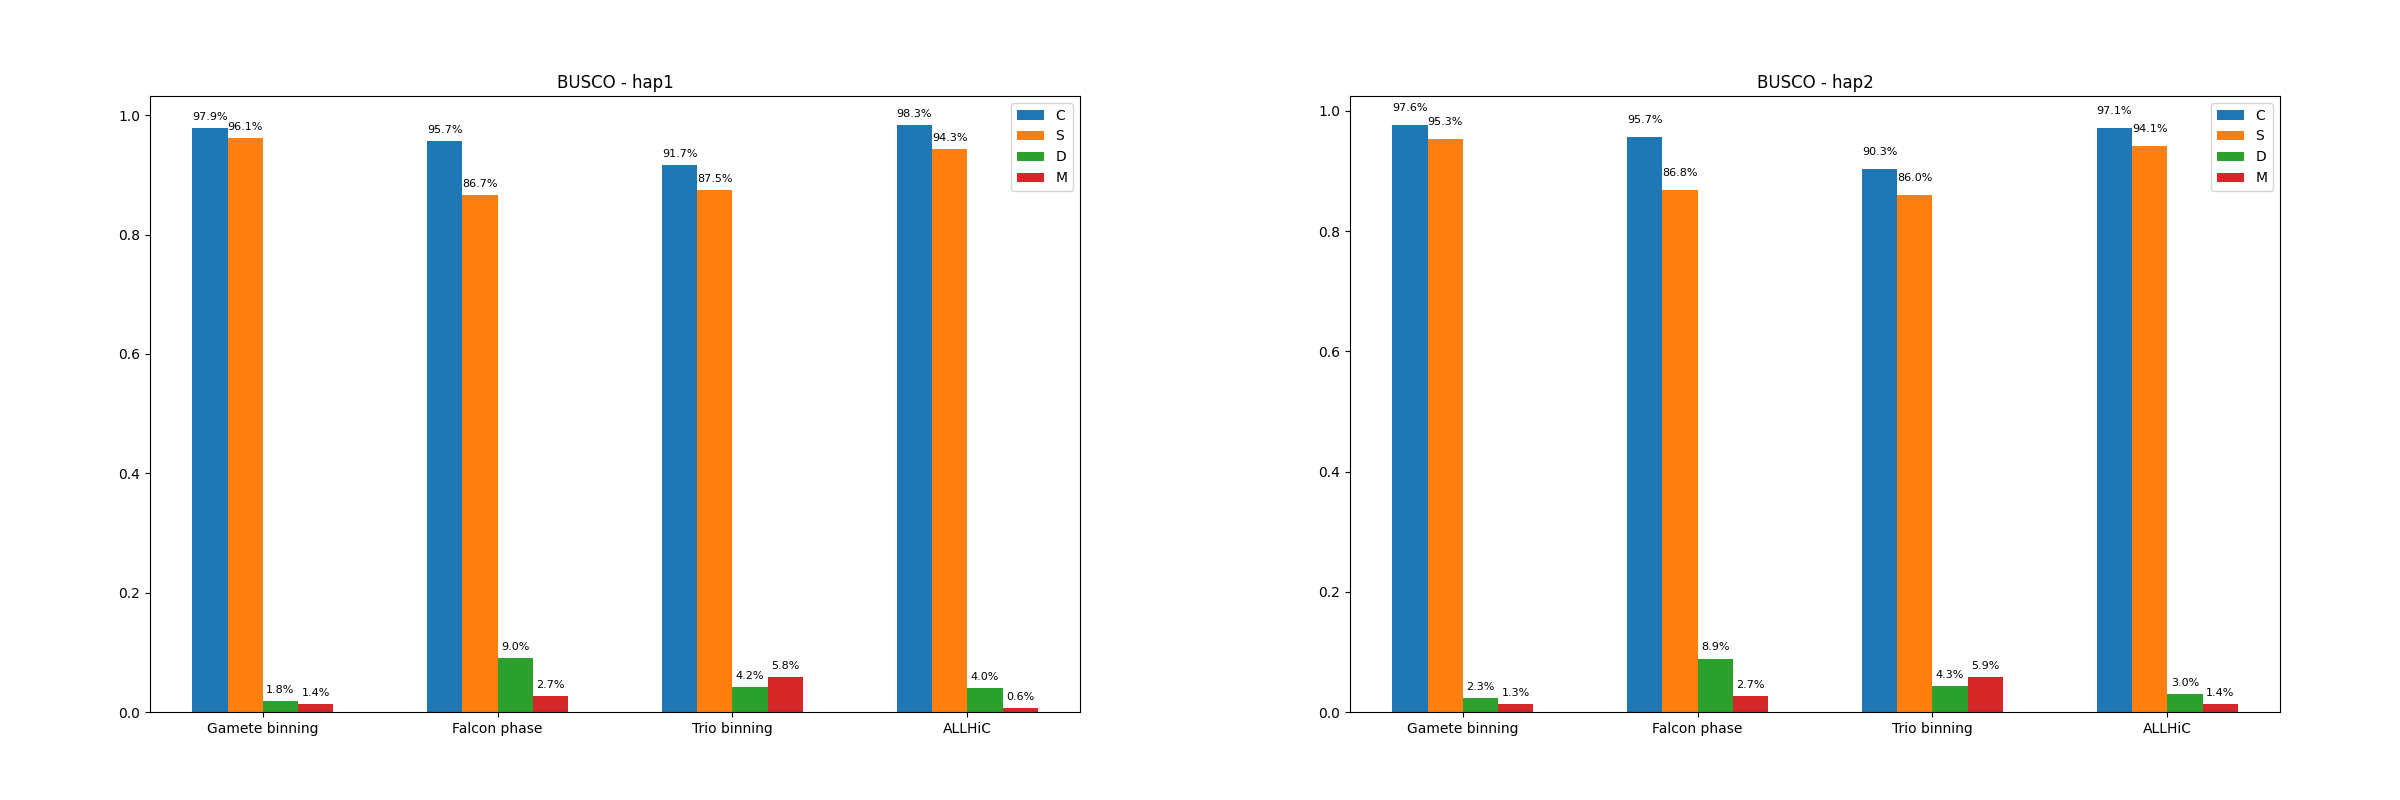 BUSCO - hap1
1.0
0.8
0.6
0.4
0.2
0.0
97.9%
96.1%
1.8%
1.4%
95.7%
86.7%
9.0%
2.7%
91.7%
87.5%
4.2%
5.8%
98.3%
94.3%
4.0%
0.6%
C
S
D
M
Gamete binning
Falcon phase
Trio binning
ALLHiC
BUSCO - hap2
1.0
0.8
0.6
0.4
0.2
0.0
97.6%
95.3%
2.3%
1.3%
95.7%
86.8%
8.9%
2.7%
90.3%
86.0%
4.3%
5.9%
97.1%
94.1%
3.0%
1.4%
C
S
D
M
Gamete binning
Falcon phase
Trio binning
ALLHiC